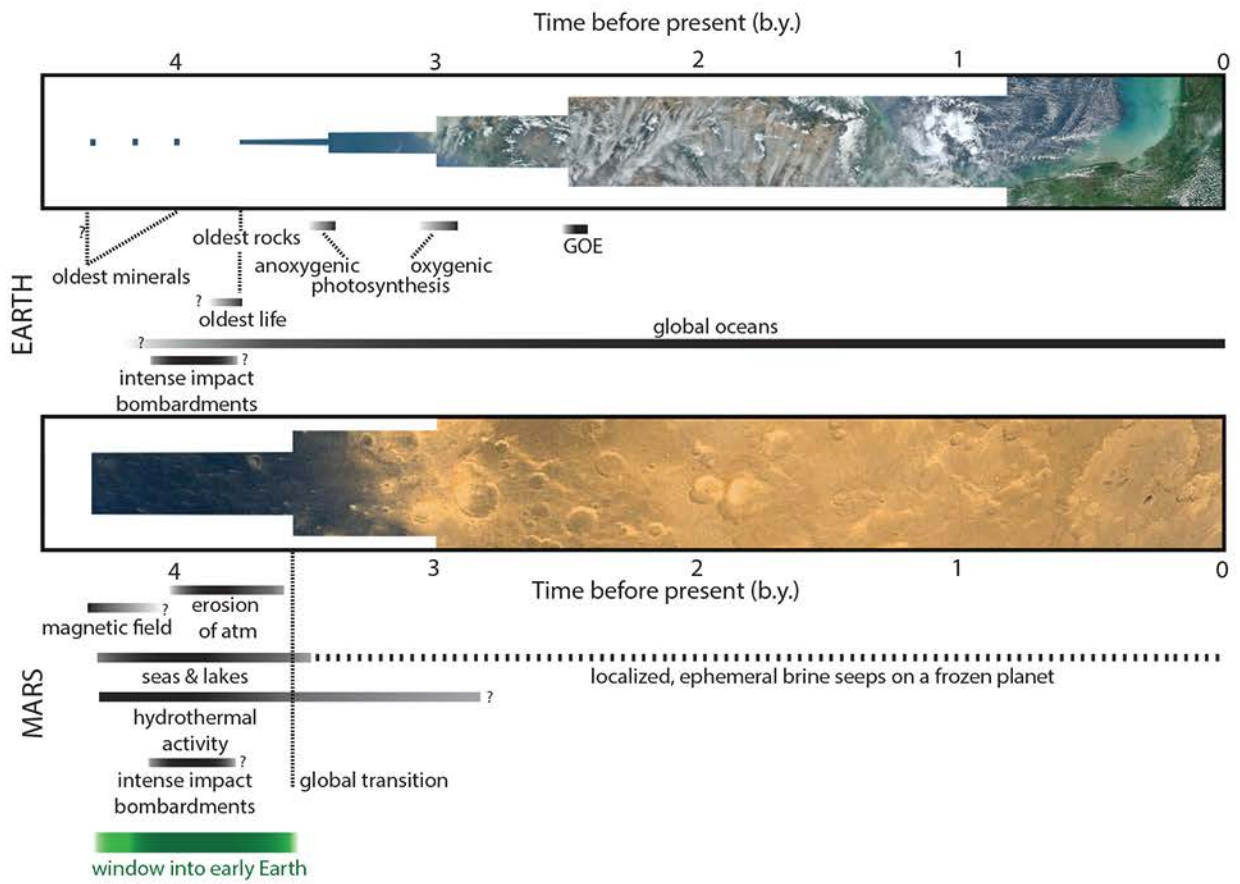 Time before present (b.y.)
4 3 2 1 0
?
oldest minerals
oldest rocks
anoxygenic oxygenic
photosynthesis
GOE
?
oldest life
EARTH
global oceans
?
?
intense impact
bombardments
4 3 2 1 0
Time before present (b.y.)
erosion
of atm
?
magnetic field
MARS
seas & lakes
localized, ephemeral brine seeps on a frozen planet
?
hydrothermal
activity
?
intense impact
bombardments
global transition
window into early Earth